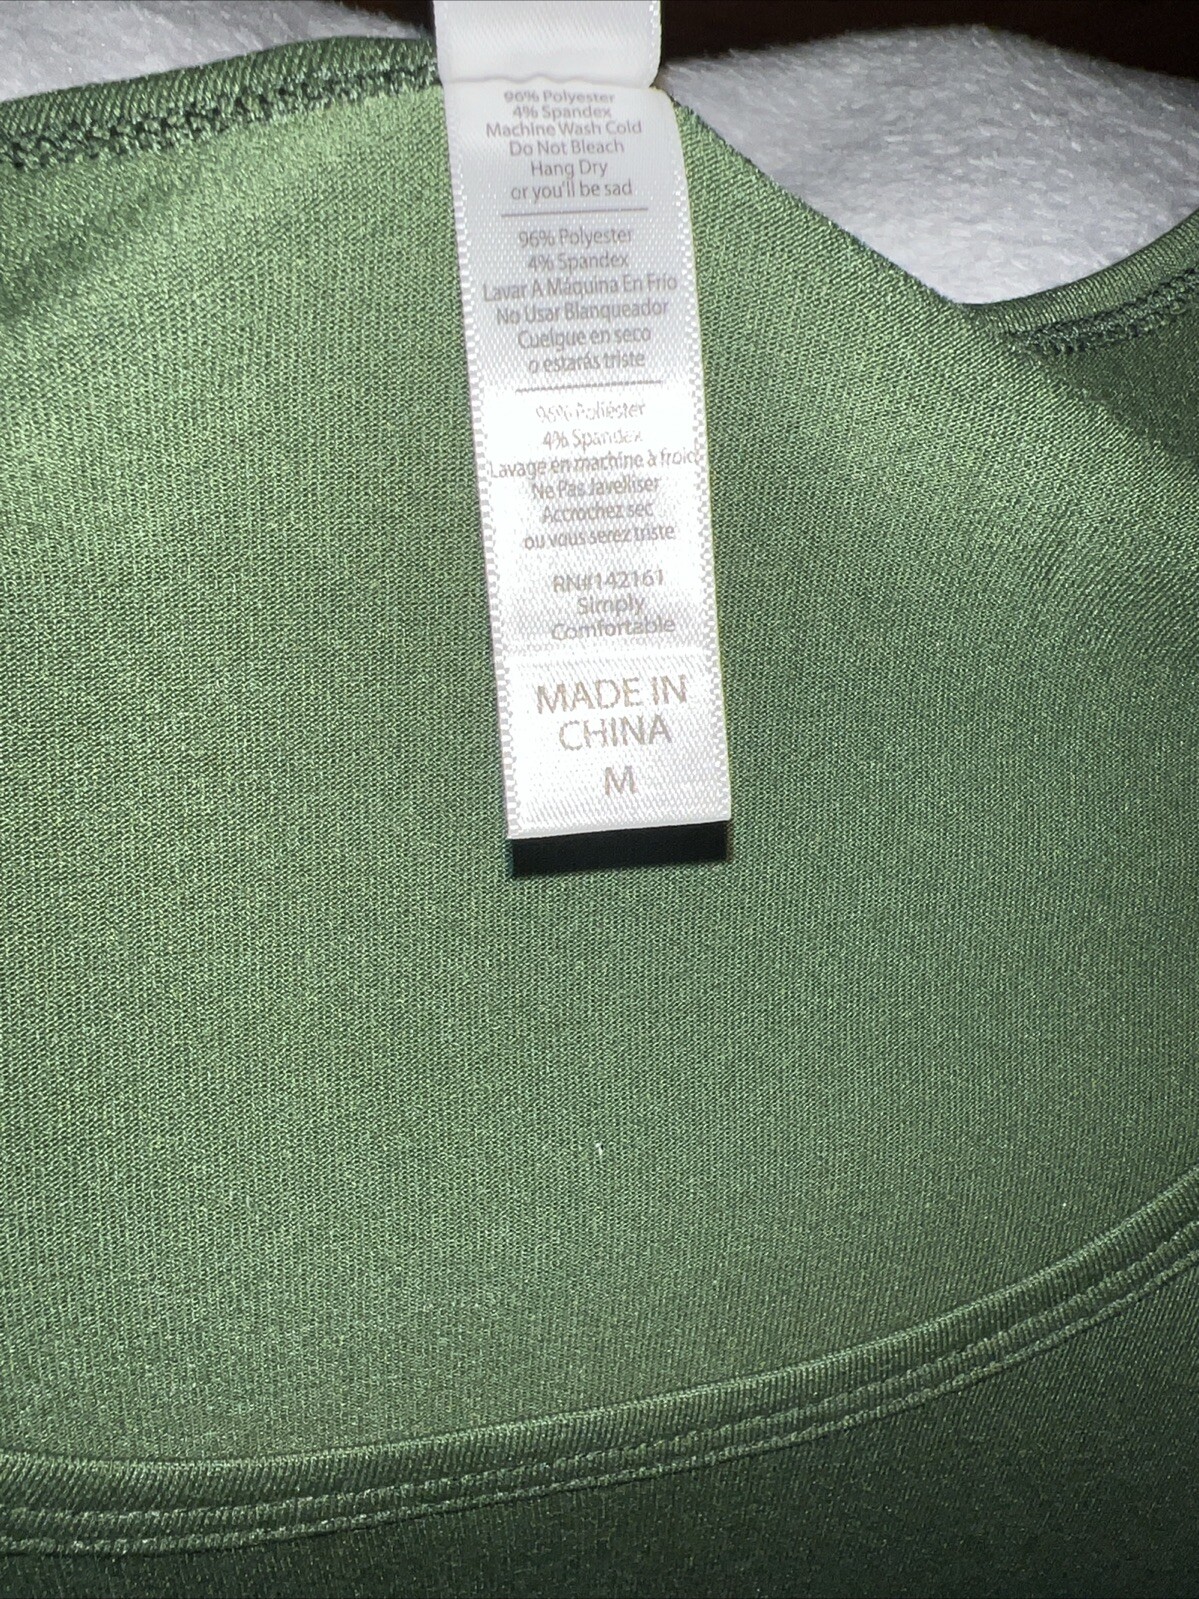 96% Polyester
4% Spandex
Machine Wash Cold
Do Not Bleach
Hang Dry
or you'll be sad
96% Polyester
4% Spandex
Lavar A Máquina En Frío
No Usar Blanqueador
Cuelgue en seco
o estarás triste
96% Poliéster
4% Spandex
Lavage en machine à froid
Ne Pas Javelliser
Accrochez sec
ou vous serez triste
RN#142161
Simply
Comfortable
MADE IN
CHINA
M